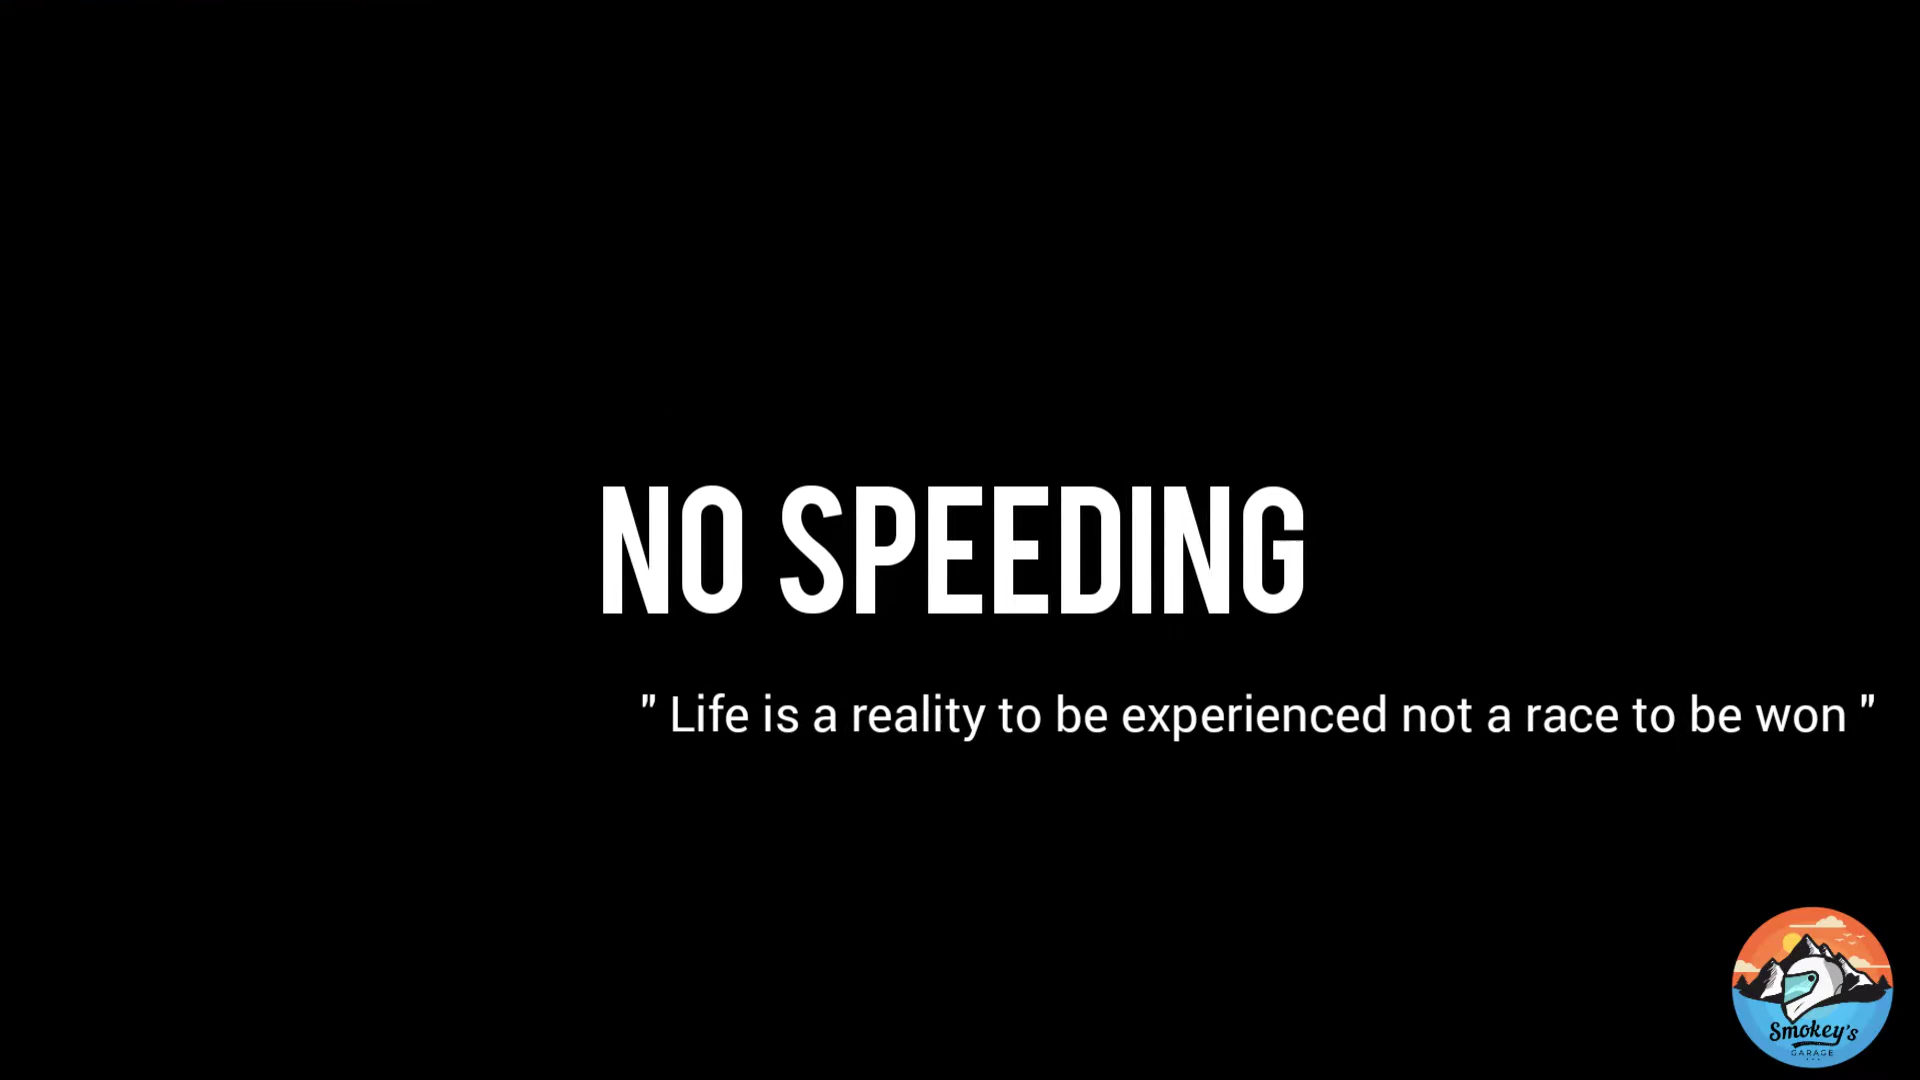 NO SPEEDING
" Life is a reality to be experienced not a race to be won "
Smokey's
GARAGE